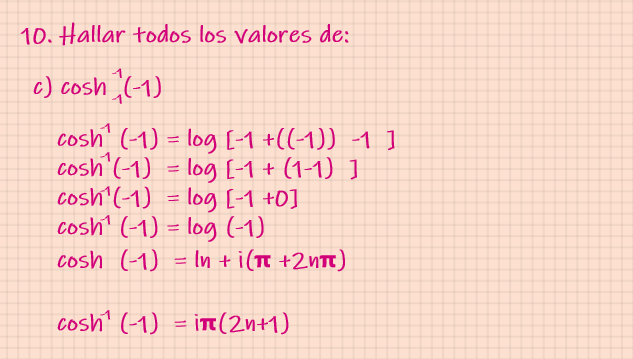 10. Hallar todos los valores de:
c) cosh⁻¹₋₁(-1)
cosh⁻¹ (-1) = log [-1 +((-1)) -1 ]
cosh⁻¹(-1) = log [-1 + (1-1) ]
cosh⁻¹(-1) = log [-1 +0]
cosh⁻¹ (-1) = log (-1)
cosh (-1) = ln + i(π +2nπ)
cosh⁻¹ (-1) = iπ(2n+1)